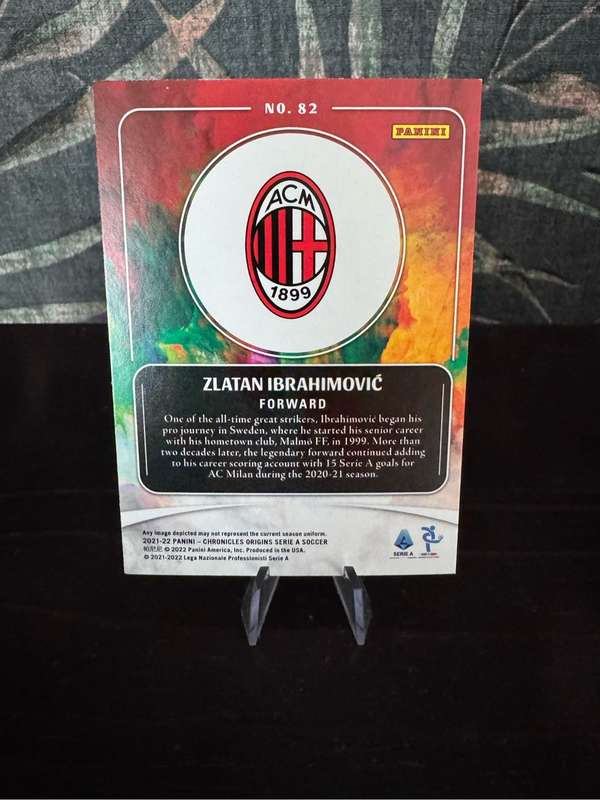 NO. 82
PANINI
ACM
1899
ZLATAN IBRAHIMOVIĆ
FORWARD
One of the all-time great strikers, Ibrahimović began his
pro journey in Sweden, where he started his senior career
with his hometown club, Malmö FF, in 1999. More than
two decades later, the legendary forward continued adding
to his career scoring account with 15 Serie A goals for
AC Milan during the 2020-21 season.
Any image depicted may not represent the current season uniform.
2021-22 PANINI – CHRONICLES ORIGINS SERIE A SOCCER
帕尼尼 © 2022 Panini America, Inc. Produced in the USA.
© 2021-2022 Lega Nazionale Professionisti Serie A
SERIE A